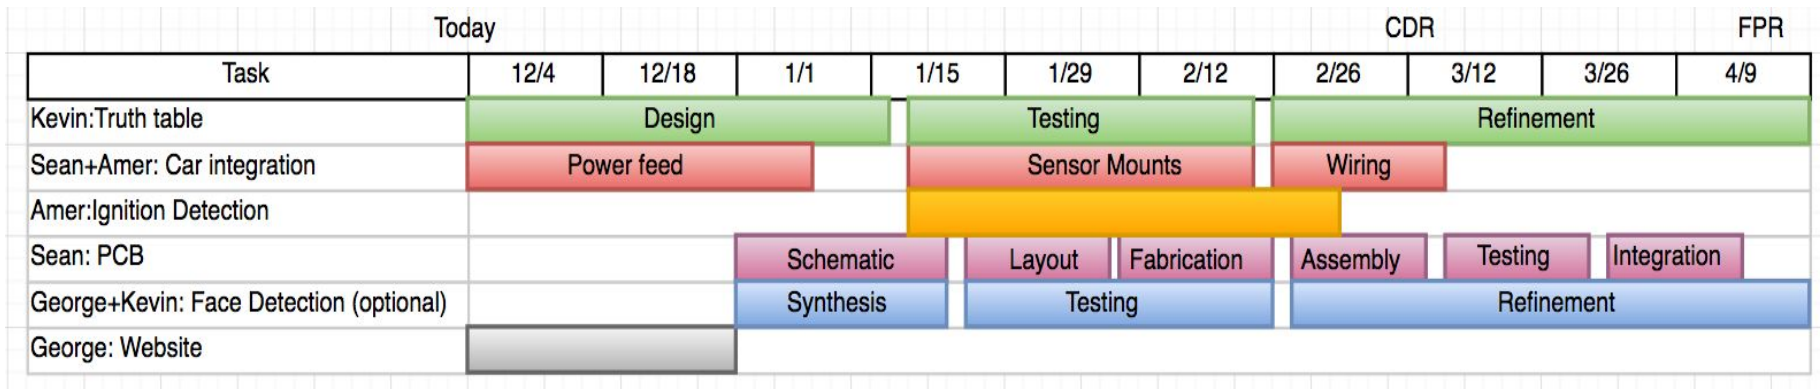 Today CDR FPR
Task 12/4 12/18 1/1 1/15 1/29 2/12 2/26 3/12 3/26 4/9
Kevin:Truth table Design Testing Refinement
Sean+Amer: Car integration Power feed Sensor Mounts Wiring
Amer:Ignition Detection
Sean: PCB Schematic Layout Fabrication Assembly Testing Integration
George+Kevin: Face Detection (optional) Synthesis Testing Refinement
George: Website